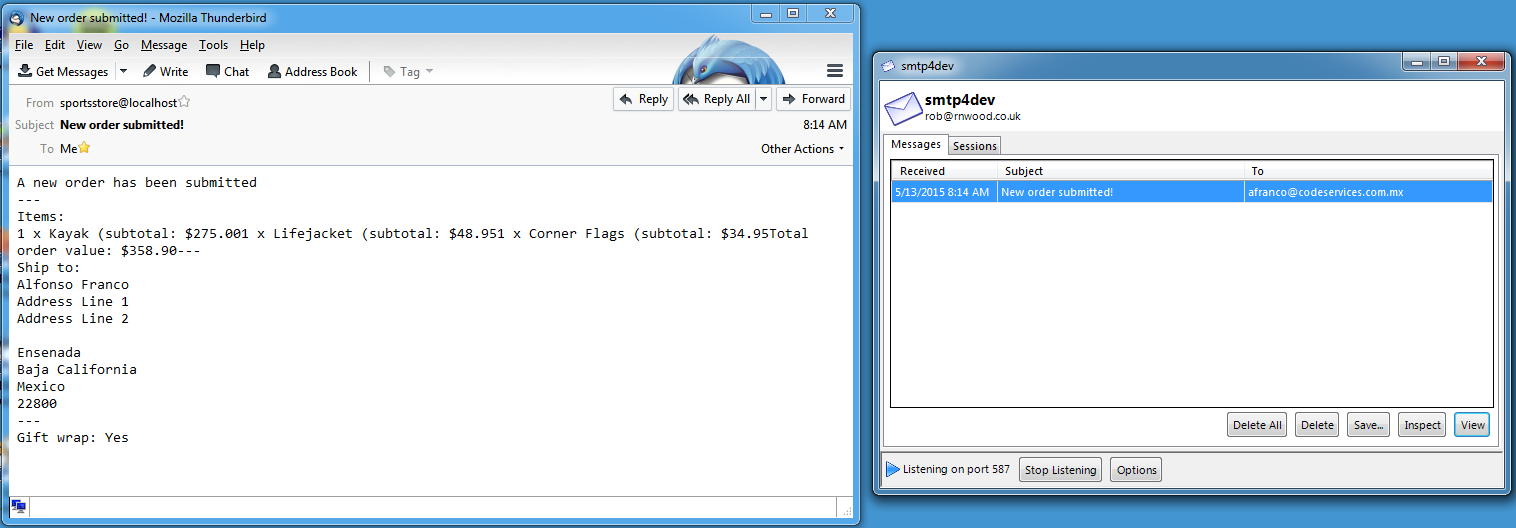 New order submitted! - Mozilla Thunderbird
File Edit View Go Message Tools Help
Get Messages Write Chat Address Book Tag
From sportsstore@localhost Reply Reply All Forward
Subject New order submitted! 8:14 AM
To Me Other Actions
A new order has been submitted
---
Items:
1 x Kayak (subtotal: $275.001 x Lifejacket (subtotal: $48.951 x Corner Flags (subtotal: $34.95Total
order value: $358.90---
Ship to:
Alfonso Franco
Address Line 1
Address Line 2
Ensenada
Baja California
Mexico
22800
---
Gift wrap: Yes
smtp4dev
smtp4dev
rob@rnwood.co.uk
Messages Sessions
Received Subject To
5/13/2015 8:14 AM New order submitted! afranco@codeservices.com.mx
Delete All Delete Save... Inspect View
Listening on port 587 Stop Listening Options